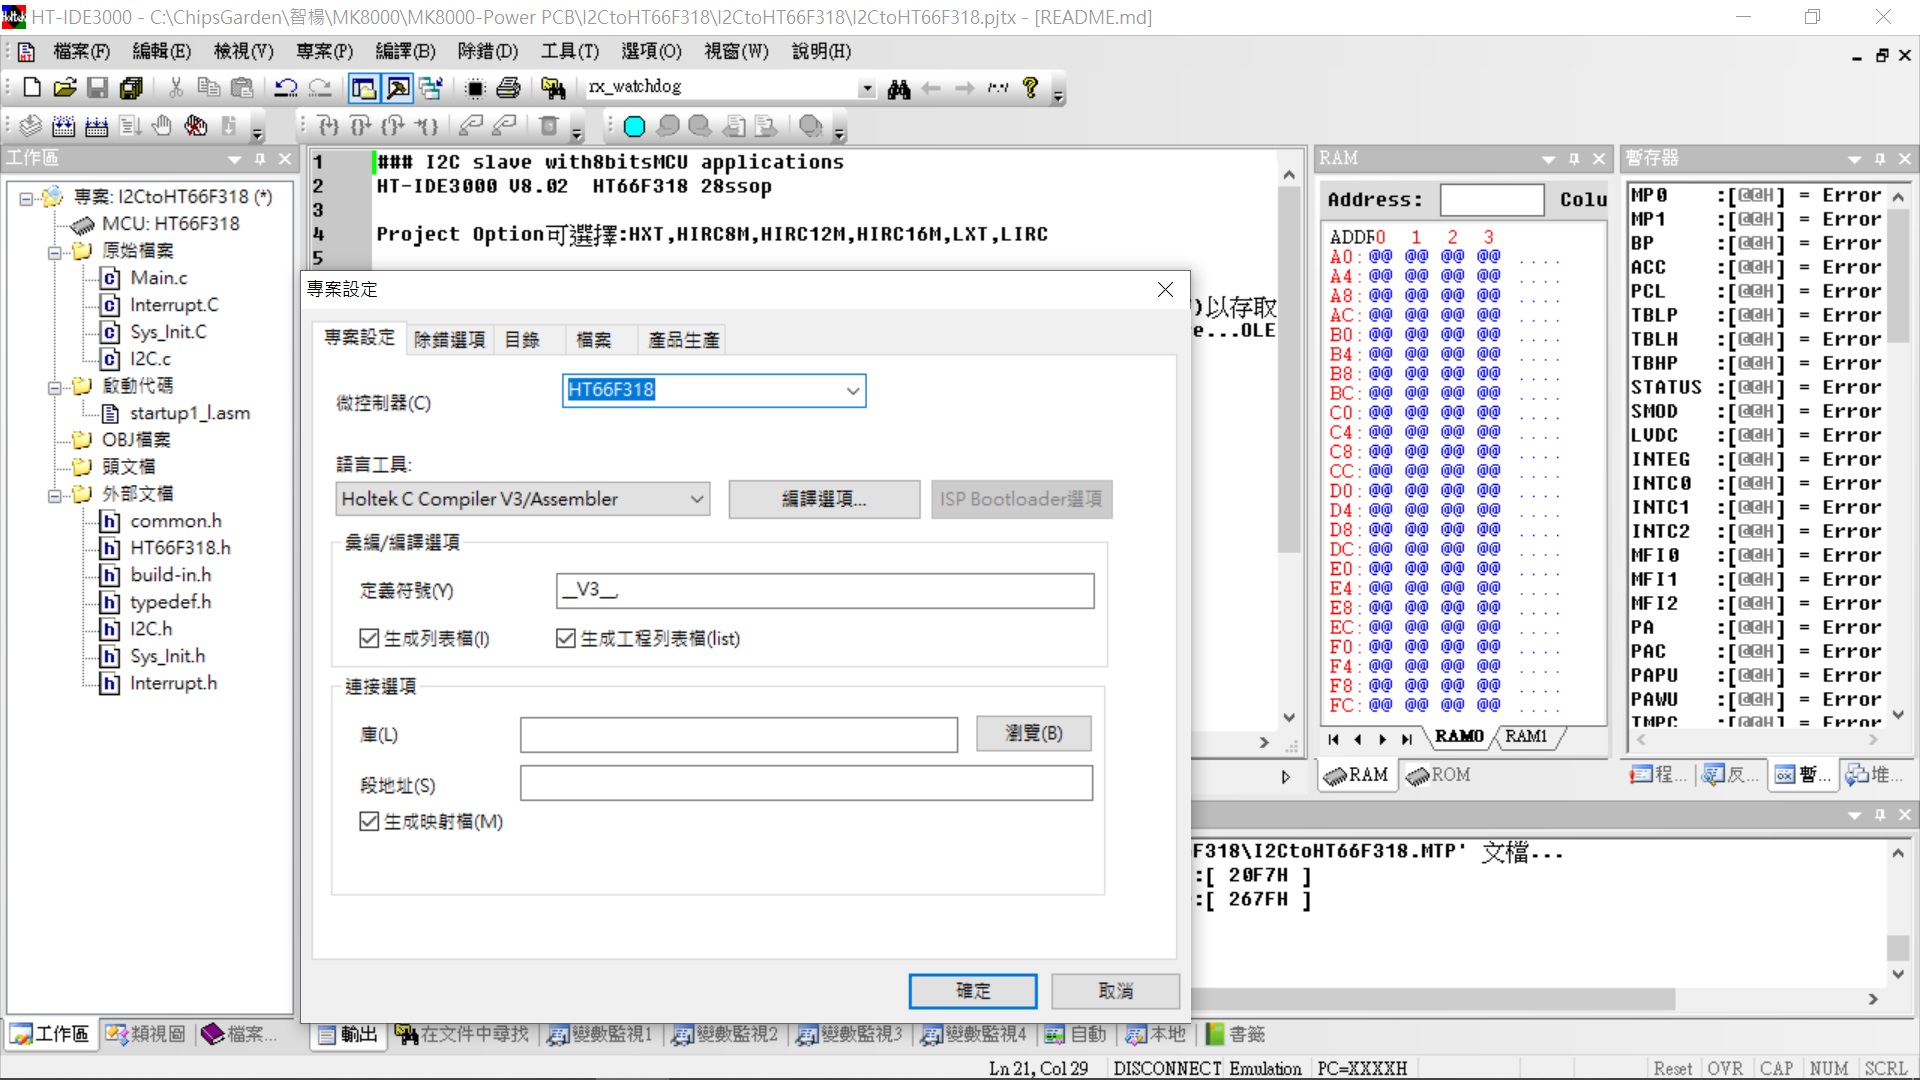 HT-IDE3000 - C:\ChipsGarden\智楊\MK8000\MK8000-Power PCB\I2CtoHT66F318\I2CtoHT66F318\I2CtoHT66F318.pjtx - [README.md]
檔案(F) 編輯(E) 檢視(V) 專案(P) 編譯(B) 除錯(D) 工具(T) 選項(O) 視窗(W) 說明(H)
rx_watchdog
工作區
專案: I2CtoHT66F318 (*)
MCU: HT66F318
原始檔案
Main.c
Interrupt.C
Sys_Init.C
I2C.c
啟動代碼
startup1_l.asm
OBJ檔案
頭文檔
外部文檔
common.h
HT66F318.h
build-in.h
typedef.h
I2C.h
Sys_Init.h
Interrupt.h
工作區 類視圖 檔案...
1 ### I2C slave with8bitsMCU applications
2 HT-IDE3000 V8.02  HT66F318 28ssop
3
4 Project Option可選擇:HXT,HIRC8M,HIRC12M,HIRC16M,LXT,LIRC
5
)以存取
e...OLE
專案設定
專案設定 除錯選項 目錄 檔案 產品生產
微控制器(C) HT66F318
語言工具:
Holtek C Compiler V3/Assembler 編譯選項... ISP Bootloader選項
彙編/編譯選項
定義符號(Y) __V3__,
生成列表檔(I) 生成工程列表檔(list)
連接選項
庫(L) 瀏覽(B)
段地址(S)
生成映射檔(M)
確定 取消
RAM
Address: Colu
ADDR0 1 2 3
A0: @@ @@ @@ @@ ....
A4: @@ @@ @@ @@ ....
A8: @@ @@ @@ @@ ....
AC: @@ @@ @@ @@ ....
B0: @@ @@ @@ @@ ....
B4: @@ @@ @@ @@ ....
B8: @@ @@ @@ @@ ....
BC: @@ @@ @@ @@ ....
C0: @@ @@ @@ @@ ....
C4: @@ @@ @@ @@ ....
C8: @@ @@ @@ @@ ....
CC: @@ @@ @@ @@ ....
D0: @@ @@ @@ @@ ....
D4: @@ @@ @@ @@ ....
D8: @@ @@ @@ @@ ....
DC: @@ @@ @@ @@ ....
E0: @@ @@ @@ @@ ....
E4: @@ @@ @@ @@ ....
E8: @@ @@ @@ @@ ....
EC: @@ @@ @@ @@ ....
F0: @@ @@ @@ @@ ....
F4: @@ @@ @@ @@ ....
F8: @@ @@ @@ @@ ....
FC: @@ @@ @@ @@ ....
RAM0 RAM1
RAM ROM
暫存器
MP0 :[@@H] = Error
MP1 :[@@H] = Error
BP :[@@H] = Error
ACC :[@@H] = Error
PCL :[@@H] = Error
TBLP :[@@H] = Error
TBLH :[@@H] = Error
TBHP :[@@H] = Error
STATUS :[@@H] = Error
SMOD :[@@H] = Error
LVDC :[@@H] = Error
INTEG :[@@H] = Error
INTC0 :[@@H] = Error
INTC1 :[@@H] = Error
INTC2 :[@@H] = Error
MFI0 :[@@H] = Error
MFI1 :[@@H] = Error
MFI2 :[@@H] = Error
PA :[@@H] = Error
PAC :[@@H] = Error
PAPU :[@@H] = Error
PAWU :[@@H] = Error
TMPC :[@@H] = Error
程... 反... 暫... 堆...
F318\I2CtoHT66F318.MTP' 文檔...
:[ 20F7H ]
:[ 267FH ]
輸出 在文件中尋找 變數監視1 變數監視2 變數監視3 變數監視4 自動 本地 書籤
Ln 21, Col 29 DISCONNECT Emulation PC=XXXXH Reset OVR CAP NUM SCRL